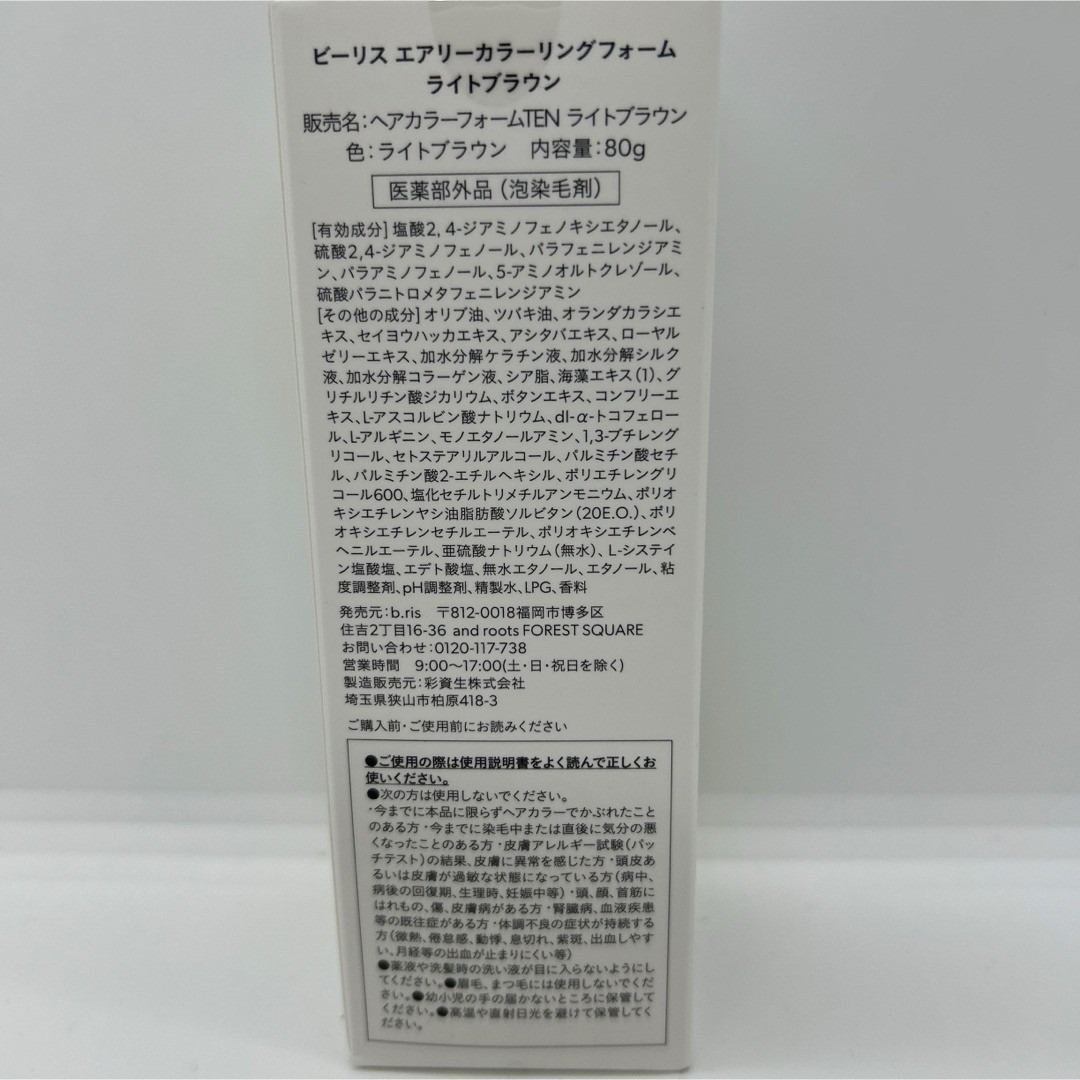 ビーリス エアリーカラーリングフォーム
ライトブラウン
販売名：ヘアカラーフォームTEN ライトブラウン
色：ライトブラウン　内容量：80g
医薬部外品（泡染毛剤）
[有効成分] 塩酸2, 4-ジアミノフェノキシエタノール、
硫酸2,4-ジアミノフェノール、パラフェニレンジアミ
ン、パラアミノフェノール、5-アミノオルトクレゾール、
硫酸パラニトロメタフェニレンジアミン
[その他の成分] オリブ油、ツバキ油、オランダカラシエ
キス、セイヨウハッカエキス、アシタバエキス、ローヤル
ゼリーエキス、加水分解ケラチン液、加水分解シルク
液、加水分解コラーゲン液、シア脂、海藻エキス（1）、グ
リチルリチン酸ジカリウム、ボタンエキス、コンフリーエ
キス、L-アスコルビン酸ナトリウム、dl-α-トコフェロー
ル、L-アルギニン、モノエタノールアミン、1,3-ブチレング
リコール、セトステアリルアルコール、パルミチン酸セチ
ル、パルミチン酸2-エチルヘキシル、ポリエチレングリ
コール600、塩化セチルトリメチルアンモニウム、ポリオ
キシエチレンヤシ油脂肪酸ソルビタン（20E.O.）、ポリ
オキシエチレンセチルエーテル、ポリオキシエチレンベ
ヘニルエーテル、亜硫酸ナトリウム（無水）、L-システイ
ン塩酸塩、エデト酸塩、無水エタノール、エタノール、粘
度調整剤、pH調整剤、精製水、LPG、香料
発売元：b.ris　〒812-0018福岡市博多区
住吉2丁目16-36 and roots FOREST SQUARE
お問い合わせ：0120-117-738
営業時間　9:00～17:00(土・日・祝日を除く)
製造販売元：彩資生株式会社
埼玉県狭山市柏原418-3
ご購入前・ご使用前にお読みください
●ご使用の際は使用説明書をよく読んで正しくお
使いください。
●次の方は使用しないでください。
・今までに本品に限らずヘアカラーでかぶれたこと
のある方・今までに染毛中または直後に気分の悪
くなったことのある方・皮膚アレルギー試験（パッ
チテスト）の結果、皮膚に異常を感じた方・頭皮あ
るいは皮膚が過敏な状態になっている方（病中、
病後の回復期、生理時、妊娠中等）・頭、顔、首筋に
はれもの、傷、皮膚病がある方・腎臓病、血液疾患
等の既往症がある方・体調不良の症状が持続する
方（微熱、倦怠感、動悸、息切れ、紫斑、出血しやす
い、月経等の出血が止まりにくい等）
●薬液や洗髪時の洗い液が目に入らないようにし
てください。●眉毛、まつ毛には使用しないでくだ
さい。●幼小児の手の届かないところに保管して
ください。●高温や直射日光を避けて保管してく
ださい。